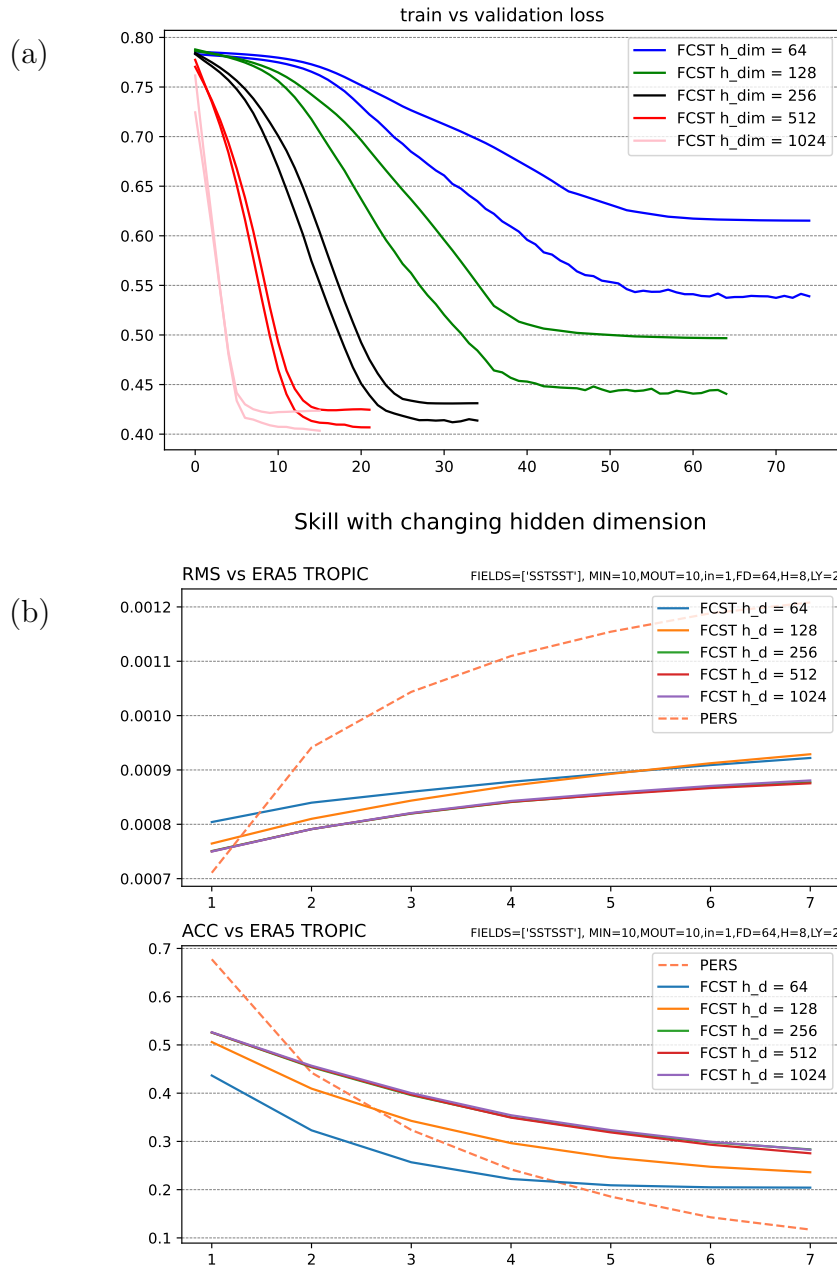 (a)
train vs validation loss
0.80
0.75
0.70
0.65
0.60
0.55
0.50
0.45
0.40
FCST h_dim = 64
FCST h_dim = 128
FCST h_dim = 256
FCST h_dim = 512
FCST h_dim = 1024
0 10 20 30 40 50 60 70
Skill with changing hidden dimension
(b)
RMS vs ERA5 TROPIC FIELDS=['SSTSST'], MIN=10,MOUT=10,in=1,FD=64,H=8,LY=2
0.0012
0.0011
0.0010
0.0009
0.0008
0.0007
FCST h_d = 64
FCST h_d = 128
FCST h_d = 256
FCST h_d = 512
FCST h_d = 1024
PERS
1 2 3 4 5 6 7
ACC vs ERA5 TROPIC FIELDS=['SSTSST'], MIN=10,MOUT=10,in=1,FD=64,H=8,LY=2
0.7
0.6
0.5
0.4
0.3
0.2
0.1
PERS
FCST h_d = 64
FCST h_d = 128
FCST h_d = 256
FCST h_d = 512
FCST h_d = 1024
1 2 3 4 5 6 7